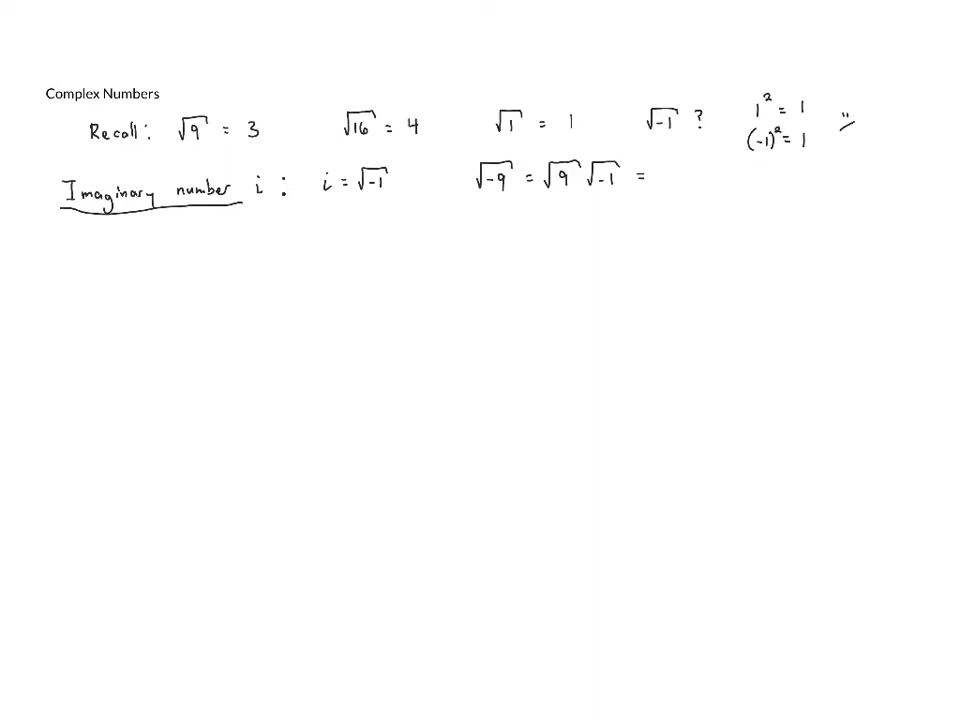 Complex Numbers
Recall: √9 = 3 √16 = 4 √1 = 1 √-1 ? 1² = 1
(-1)² = 1
Imaginary number i : i = √-1 √-9 = √9 √-1 =